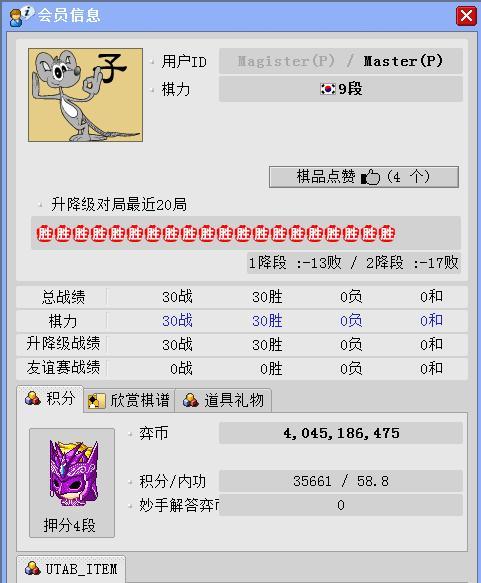 会员信息
子
用户ID Magister(P) / Master(P)
棋力 9段
棋品点赞 (4 个)
升降级对局最近20局
胜胜胜胜胜胜胜胜胜胜胜胜胜胜胜胜胜胜胜胜
1降段 :-13败 / 2降段 :-17败
总战绩 30战 30胜 0负 0和
棋力 30战 30胜 0负 0和
升降级战绩 30战 30胜 0负 0和
友谊赛战绩 0战 0胜 0负 0和
积分 欣赏棋谱 道具礼物
弈币 4,045,186,475
积分/内功 35661 / 58.8
妙手解答弈 0
押分4段
UTAB_ITEM